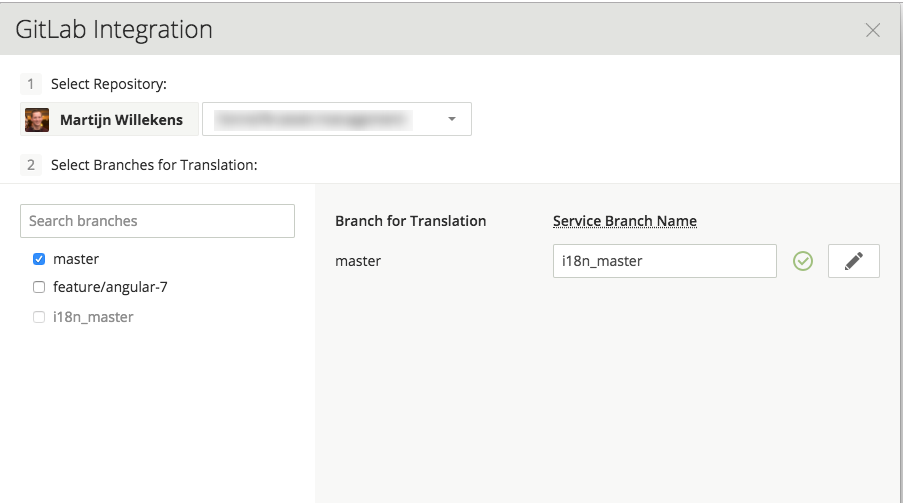 GitLab Integration
1 Select Repository:
Martijn Willekens
2 Select Branches for Translation:
Search branches
Branch for Translation Service Branch Name
master
master i18n_master
feature/angular-7
i18n_master